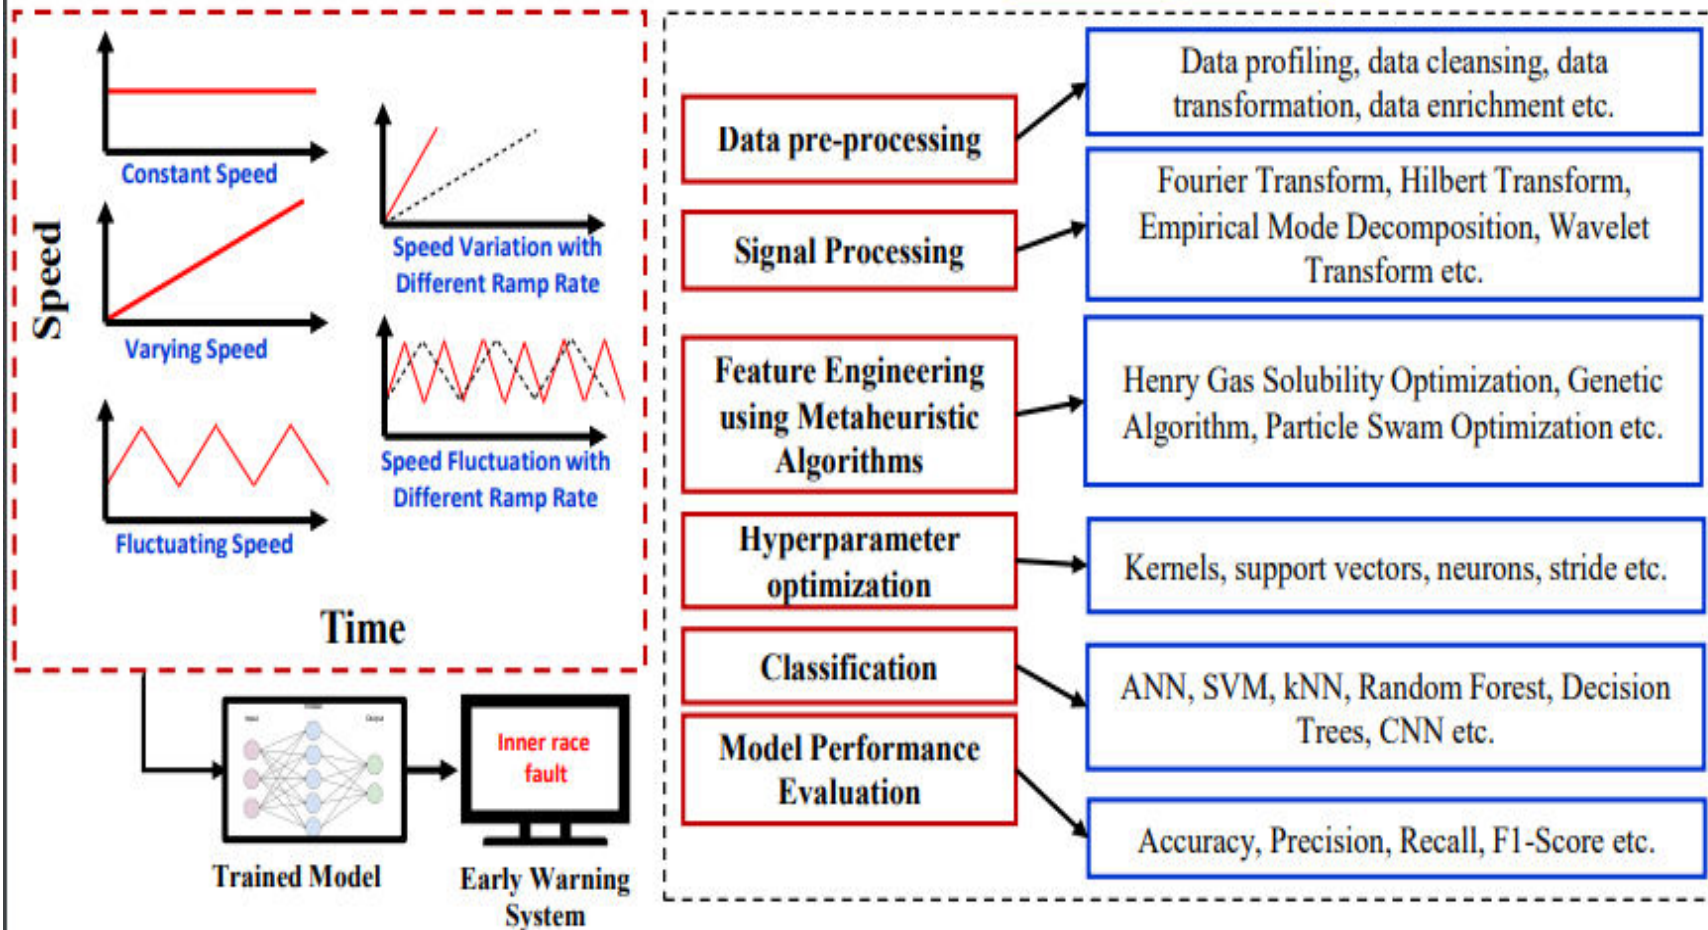 Speed
Constant Speed
Varying Speed
Fluctuating Speed
Speed Variation with
Different Ramp Rate
Speed Fluctuation with
Different Ramp Rate
Time
Input
Output
Trained Model
Inner race
fault
Early Warning
System
Data pre-processing
Data profiling, data cleansing, data
transformation, data enrichment etc.
Signal Processing
Fourier Transform, Hilbert Transform,
Empirical Mode Decomposition, Wavelet
Transform etc.
Feature Engineering
using Metaheuristic
Algorithms
Henry Gas Solubility Optimization, Genetic
Algorithm, Particle Swam Optimization etc.
Hyperparameter
optimization
Kernels, support vectors, neurons, stride etc.
Classification
ANN, SVM, kNN, Random Forest, Decision
Trees, CNN etc.
Model Performance
Evaluation
Accuracy, Precision, Recall, F1-Score etc.